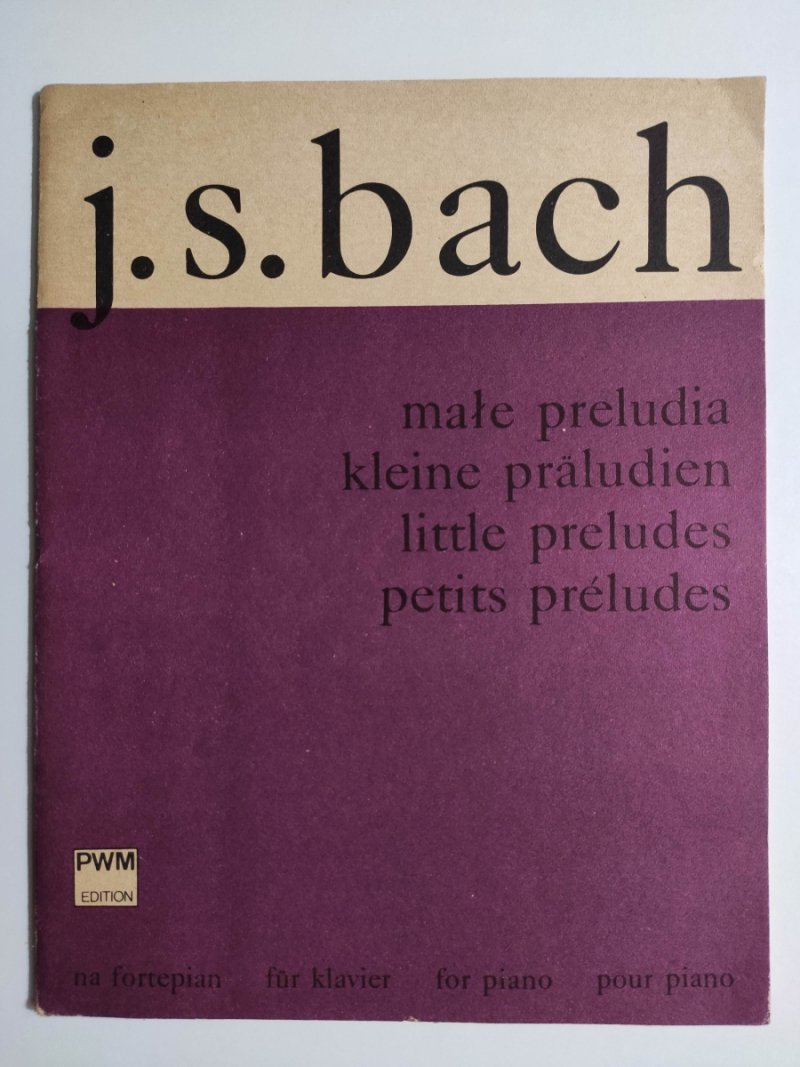 j.s.bach
małe preludia
kleine präludien
little preludes
petits préludes
PWM
EDITION
na fortepian für klavier for piano pour piano